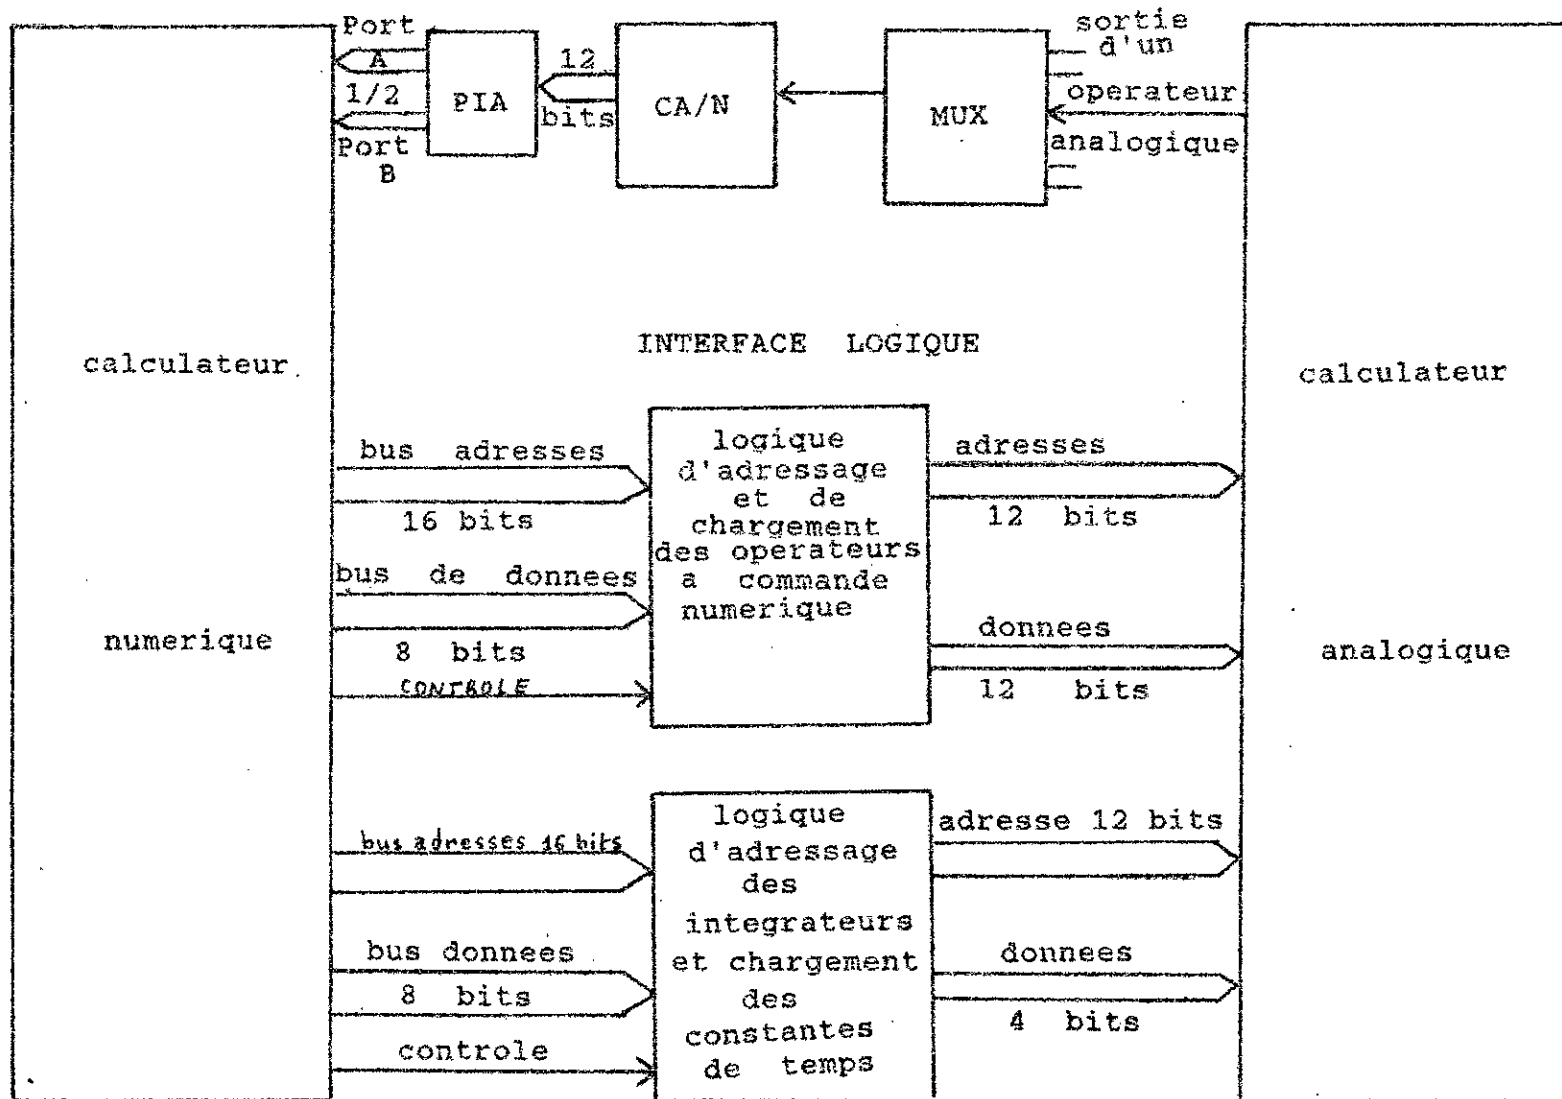 Port
A
1/2
Port
B
PIA
12
bits
CA/N
MUX
sortie
d'un
operateur
analogique
calculateur
numerique
INTERFACE LOGIQUE
calculateur
analogique
bus adresses
16 bits
bus de donnees
8 bits
CONTROLE
logique
d'adressage
et de
chargement
des operateurs
a commande
numerique
adresses
12 bits
donnees
12 bits
bus adresses 16 bits
bus donnees
8 bits
controle
logique
d'adressage
des
integrateurs
et chargement
des
constantes
de temps
adresse 12 bits
donnees
4 bits